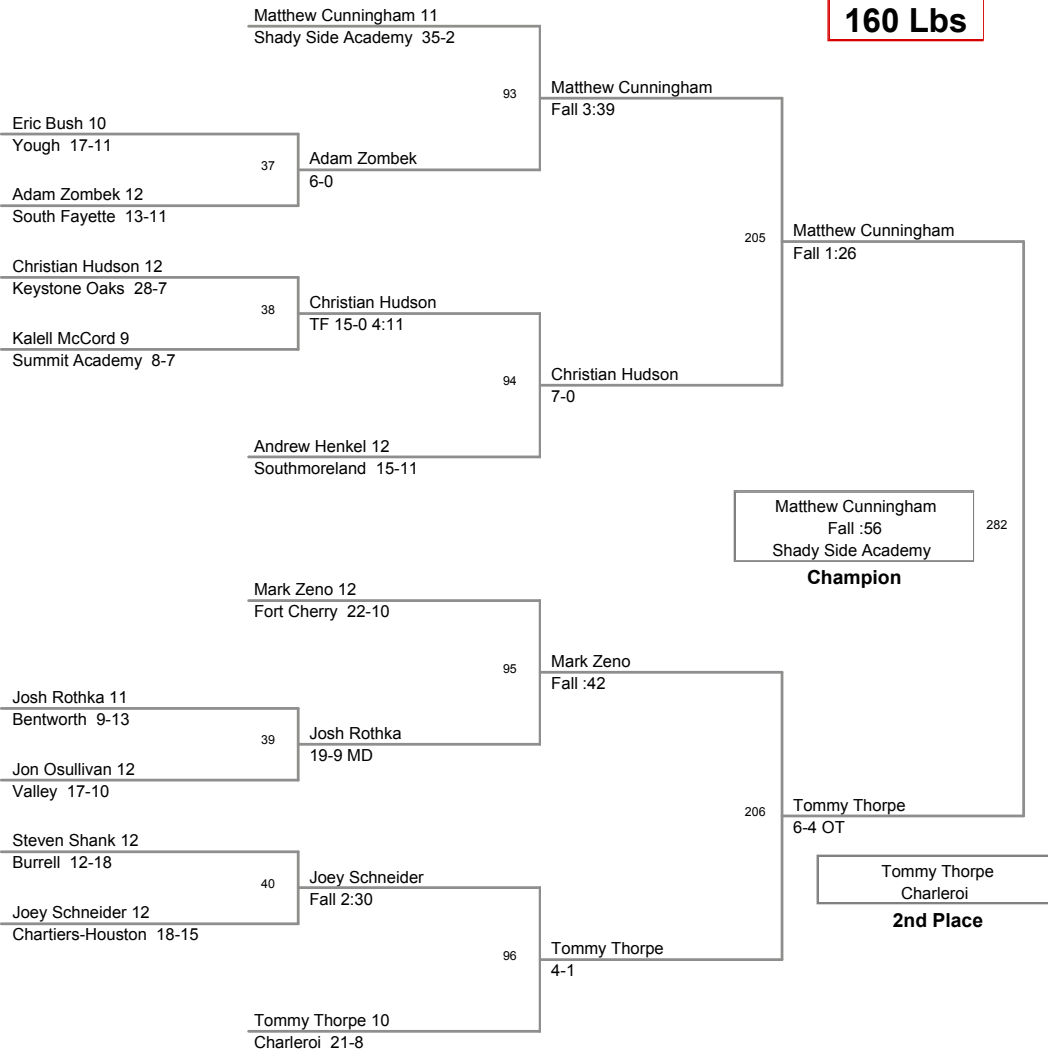 160 Lbs
Matthew Cunningham 11
Shady Side Academy 35-2
93
Matthew Cunningham
Fall 3:39
Eric Bush 10
Yough 17-11
37
Adam Zombek
6-0
Adam Zombek 12
South Fayette 13-11
205
Matthew Cunningham
Fall 1:26
Christian Hudson 12
Keystone Oaks 28-7
38
Christian Hudson
TF 15-0 4:11
Kalell McCord 9
Summit Academy 8-7
94
Christian Hudson
7-0
Andrew Henkel 12
Southmoreland 15-11
Matthew Cunningham
Fall :56
Shady Side Academy
282
Champion
Mark Zeno 12
Fort Cherry 22-10
95
Mark Zeno
Fall :42
Josh Rothka 11
Bentworth 9-13
39
Josh Rothka
19-9 MD
Jon Osullivan 12
Valley 17-10
206
Tommy Thorpe
6-4 OT
Steven Shank 12
Burrell 12-18
40
Joey Schneider
Fall 2:30
Tommy Thorpe
Charleroi
2nd Place
Joey Schneider 12
Chartiers-Houston 18-15
96
Tommy Thorpe
4-1
Tommy Thorpe 10
Charleroi 21-8